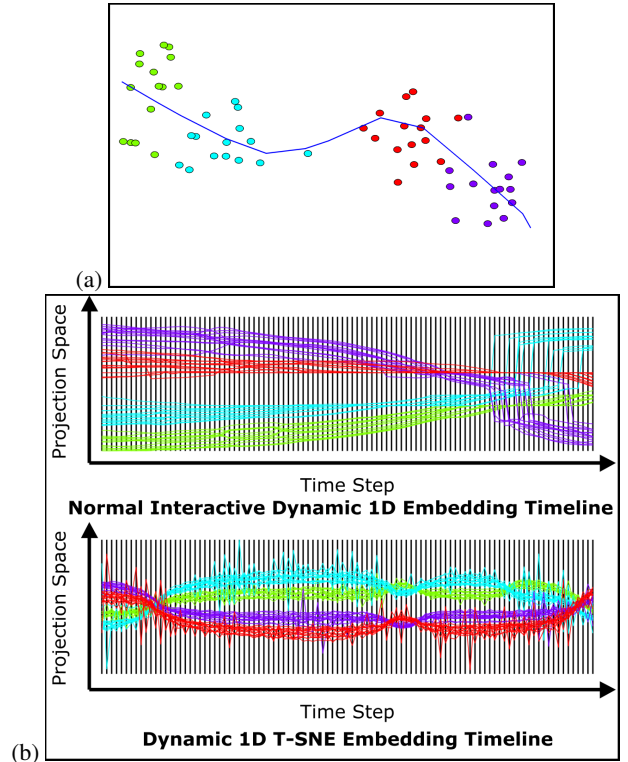 (a)
Projection Space
Time Step
Normal Interactive Dynamic 1D Embedding Timeline
Projection Space
Time Step
Dynamic 1D T-SNE Embedding Timeline
(b)